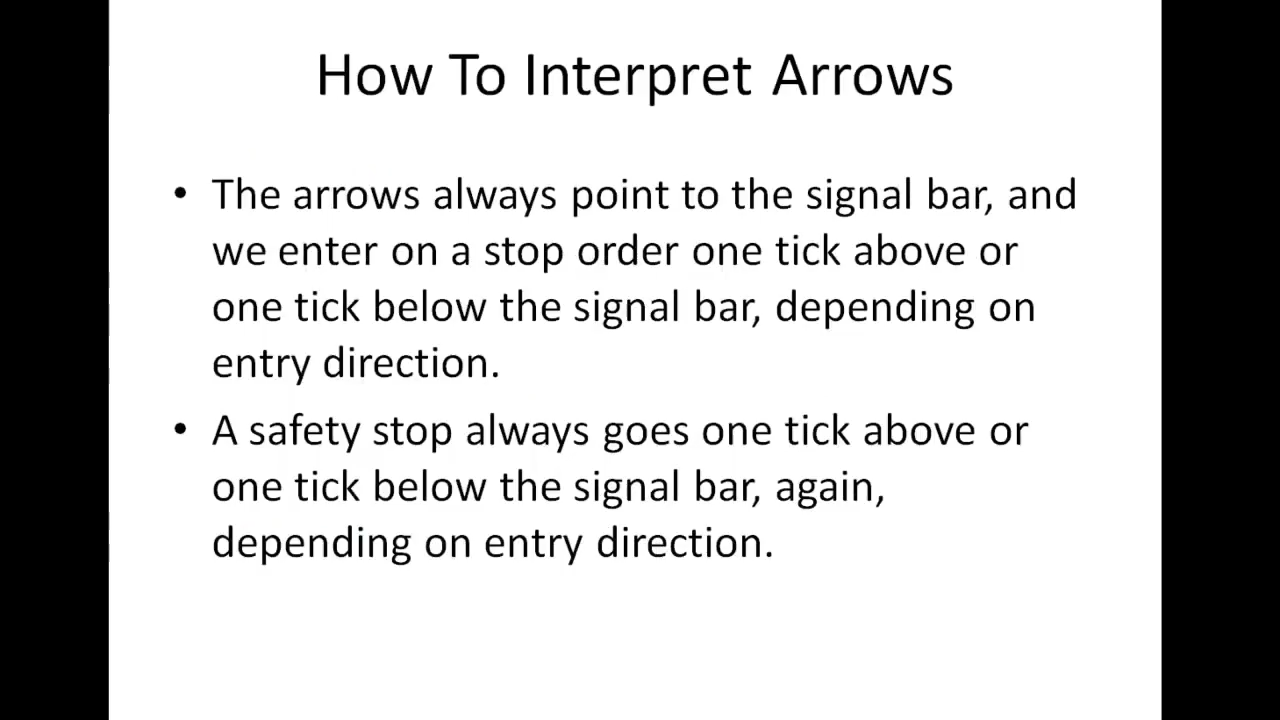 How To Interpret Arrows
• The arrows always point to the signal bar, and
we enter on a stop order one tick above or
one tick below the signal bar, depending on
entry direction.
• A safety stop always goes one tick above or
one tick below the signal bar, again,
depending on entry direction.